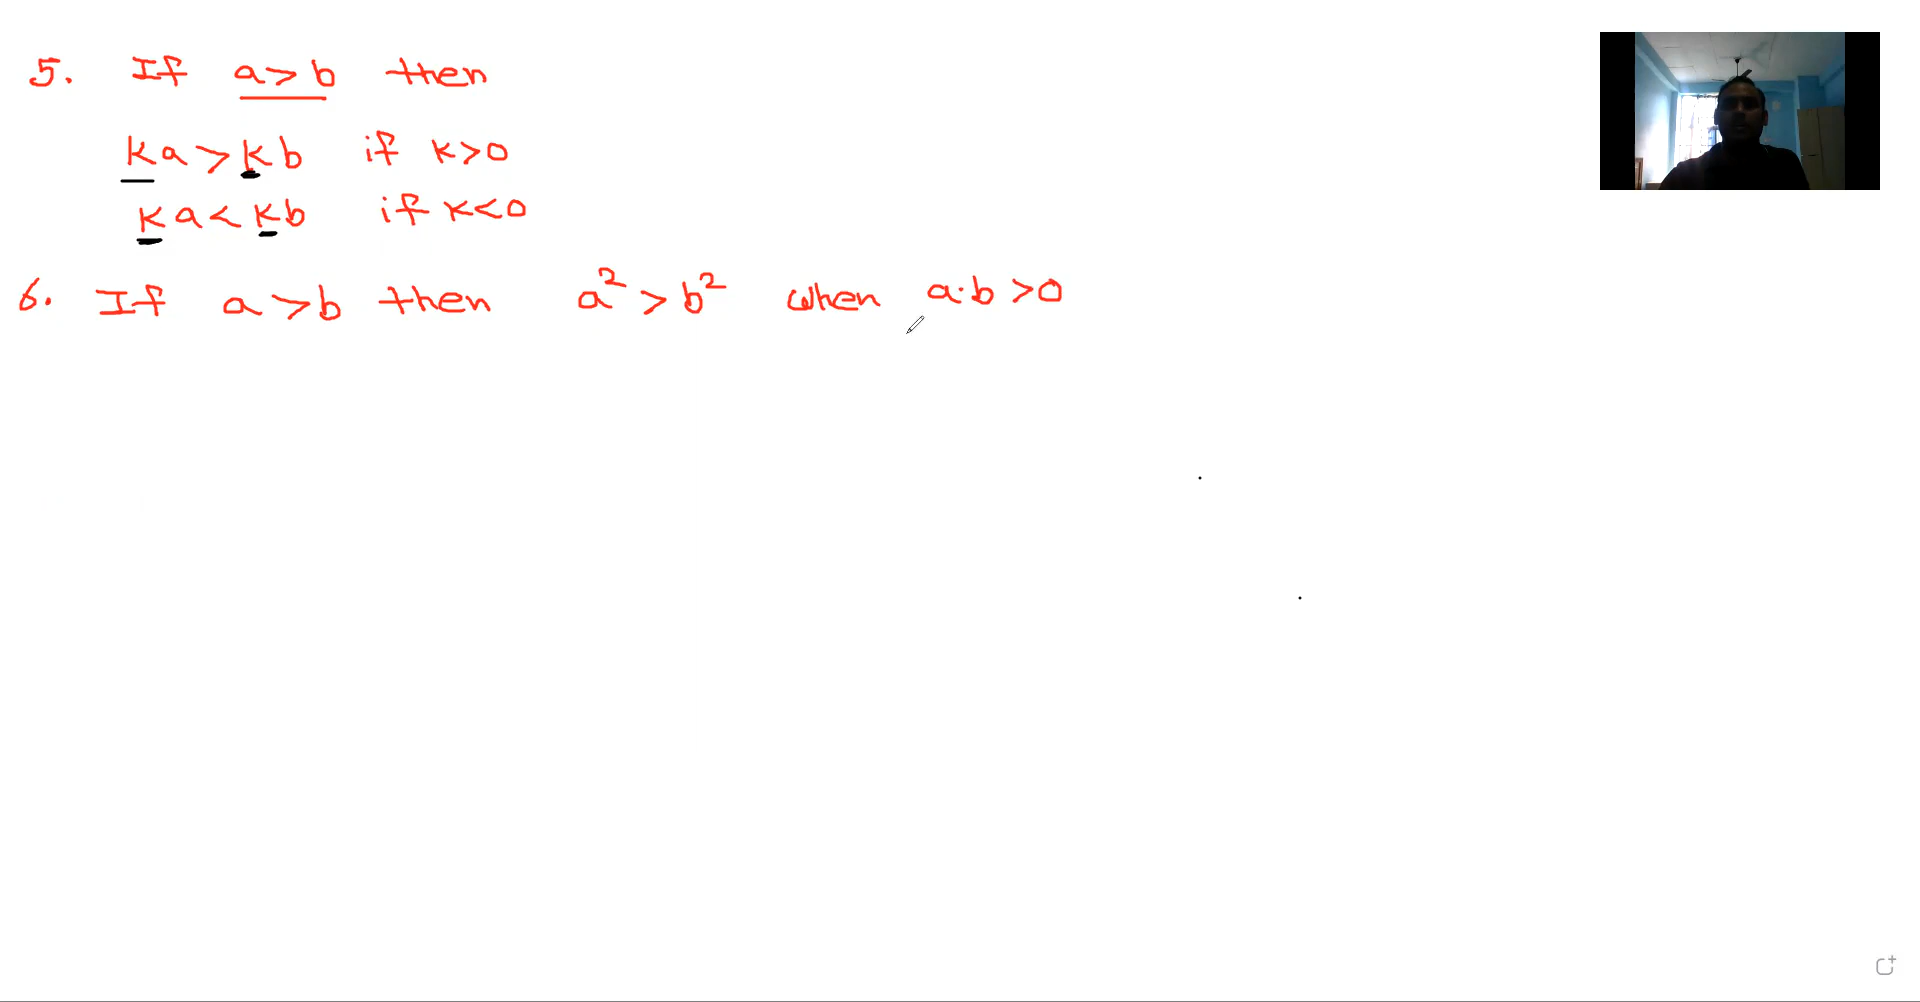 5. If a>b then
ka>kb if k>0
ka<kb if k<0
6. If a>b then a²>b² when a.b>0